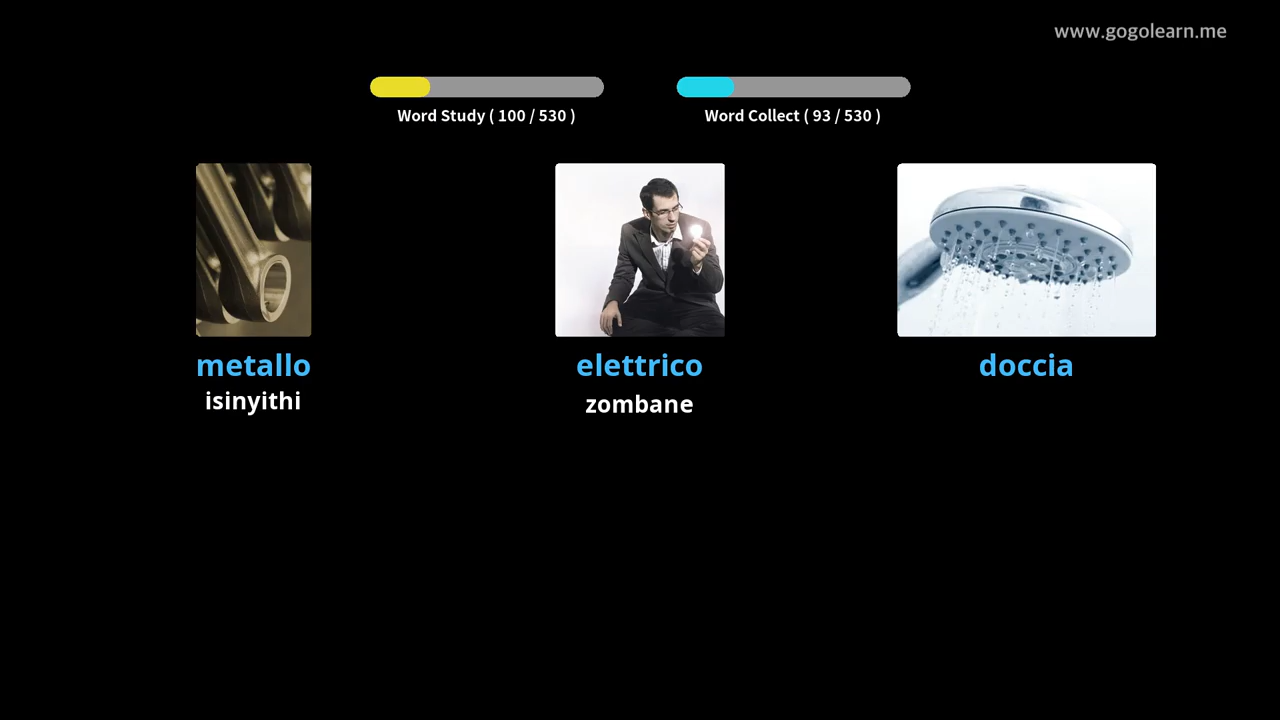 www.gogolearn.me
Word Study ( 100 / 530 )
Word Collect ( 93 / 530 )
metallo
isinyithi
elettrico
zombane
doccia